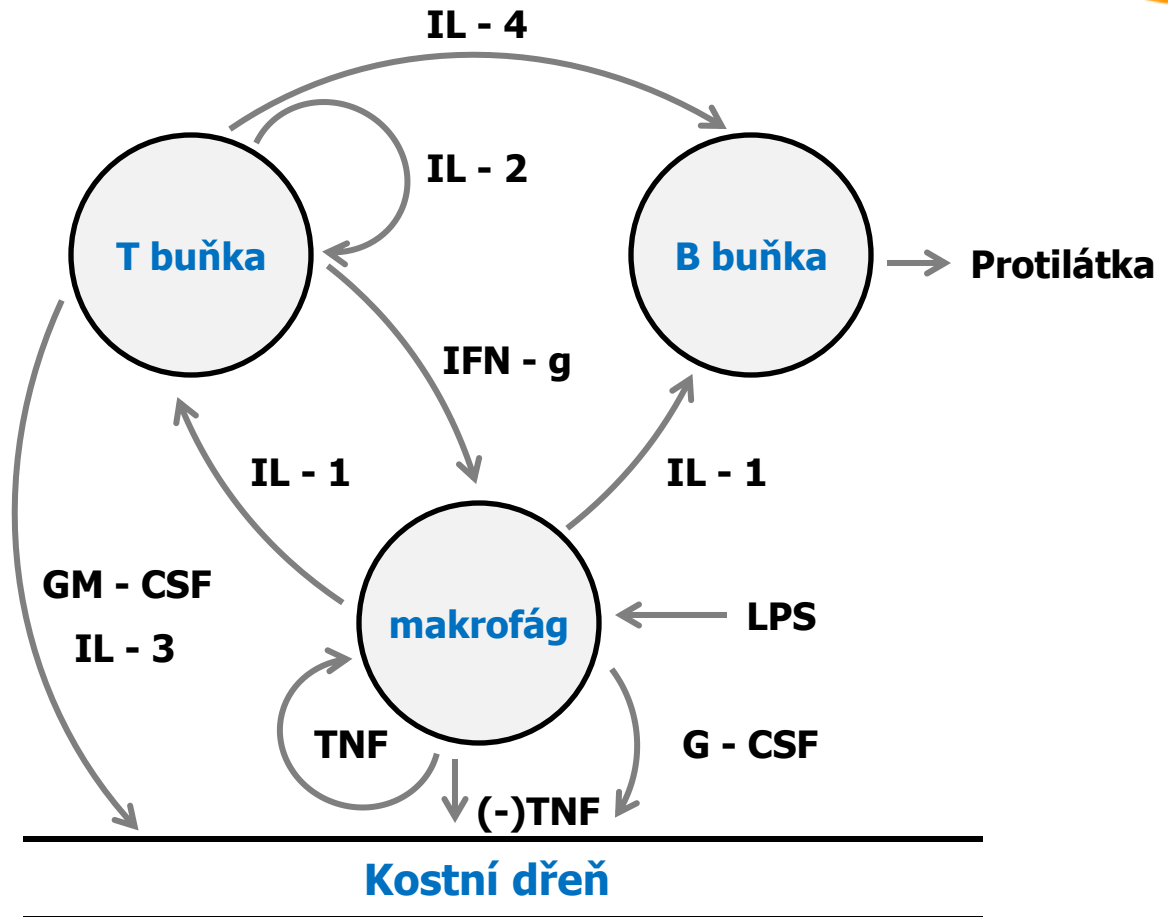 IL - 4
IL - 2
T buňka
B buňka
Protilátka
IFN - g
IL - 1
IL - 1
GM - CSF
IL - 3
makrofág
LPS
TNF
G - CSF
(-)TNF
Kostní dřeň